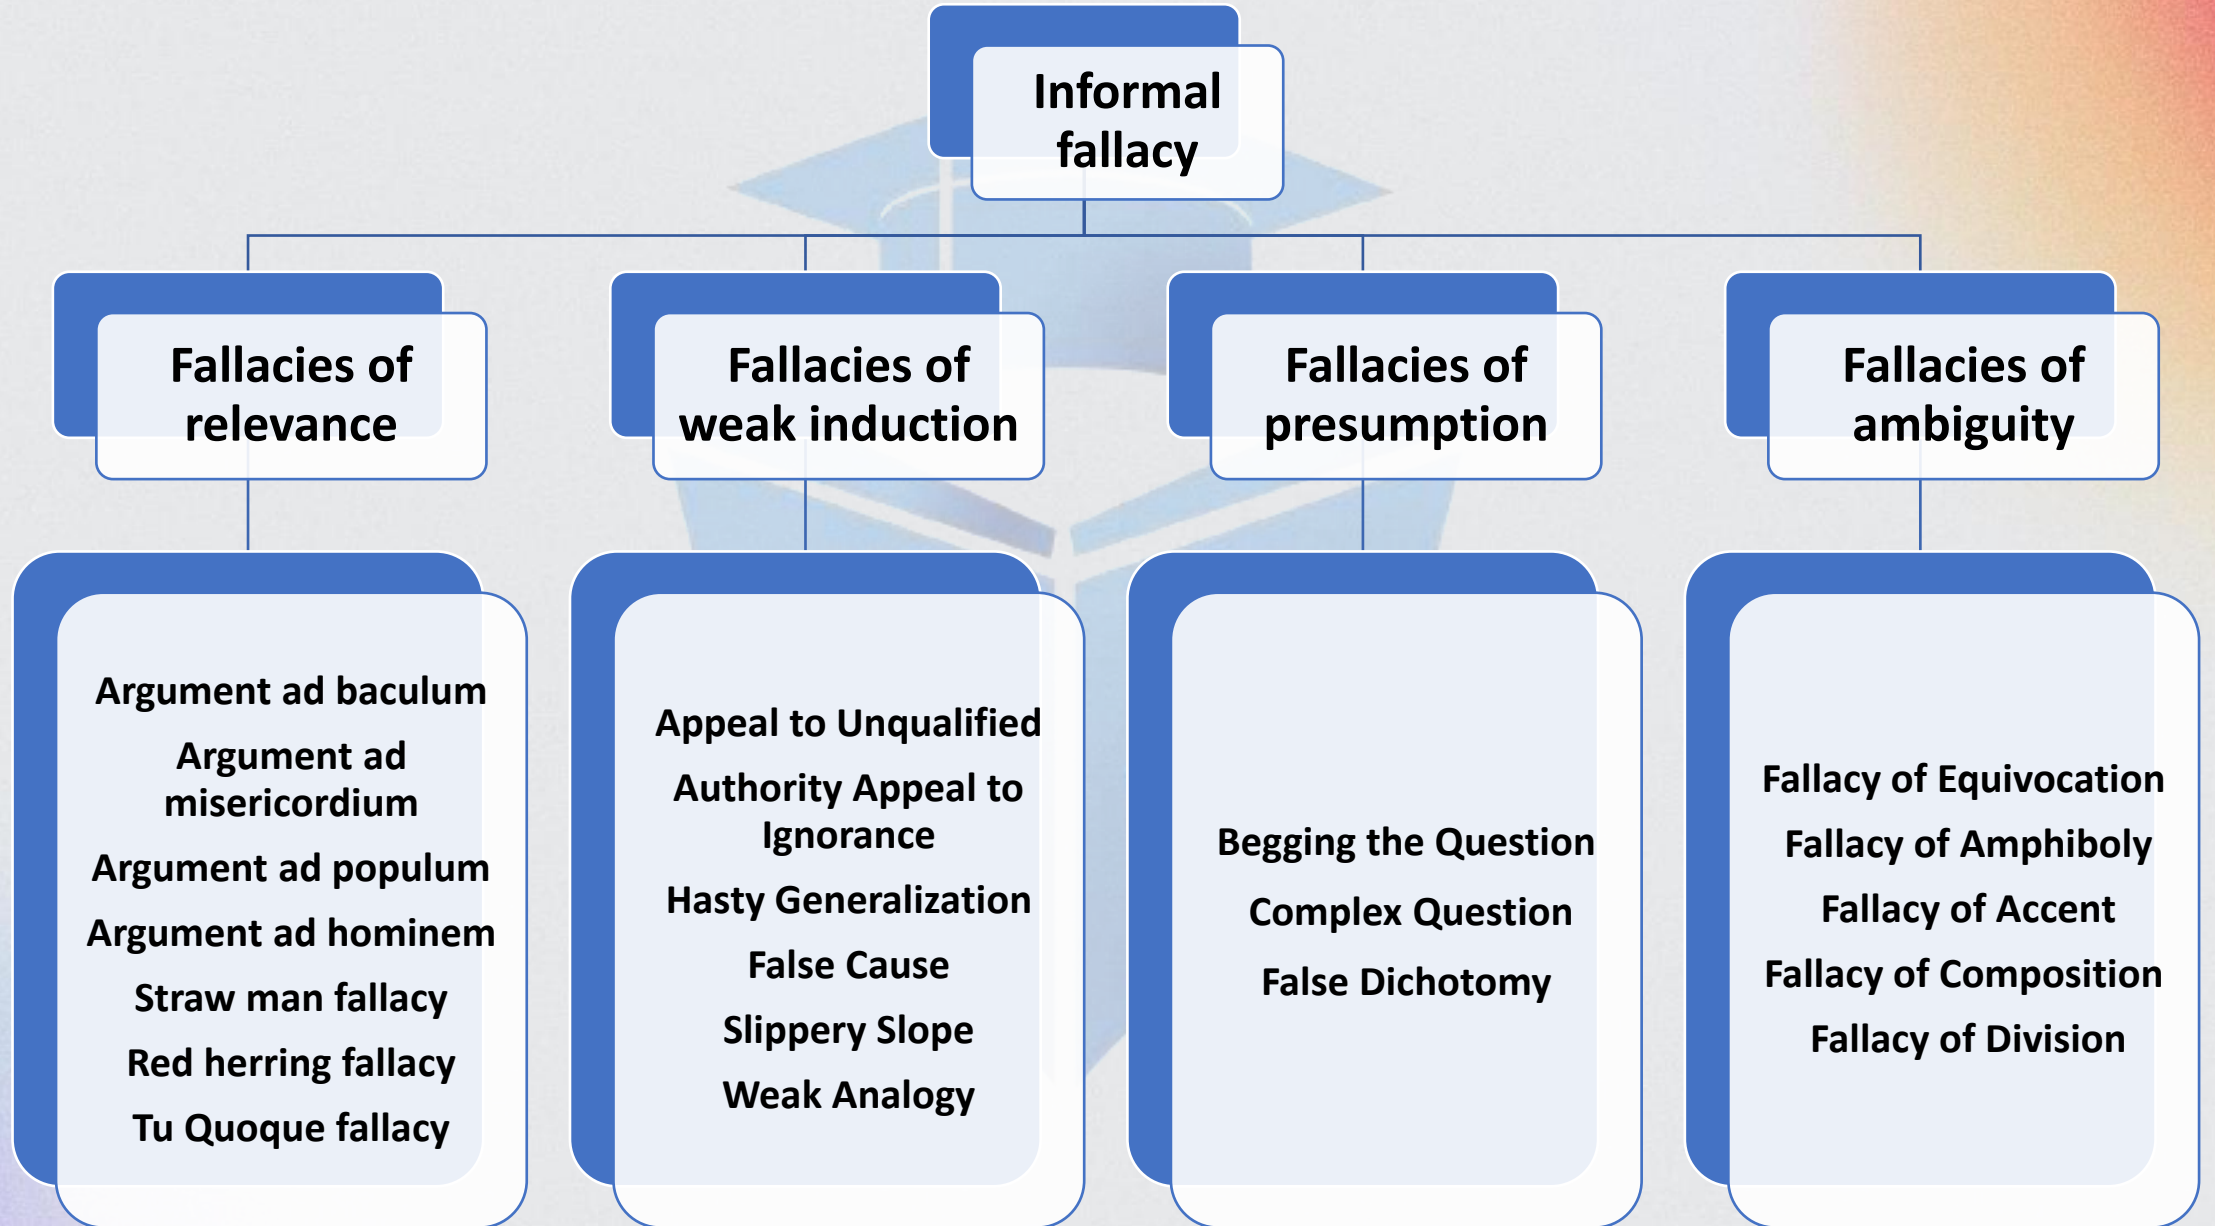 Informal
fallacy
Fallacies of
relevance
Fallacies of
weak induction
Fallacies of
presumption
Fallacies of
ambiguity
Argument ad baculum
Argument ad
misericordium
Argument ad populum
Argument ad hominem
Straw man fallacy
Red herring fallacy
Tu Quoque fallacy
Appeal to Unqualified
Authority Appeal to
Ignorance
Hasty Generalization
False Cause
Slippery Slope
Weak Analogy
Begging the Question
Complex Question
False Dichotomy
Fallacy of Equivocation
Fallacy of Amphiboly
Fallacy of Accent
Fallacy of Composition
Fallacy of Division